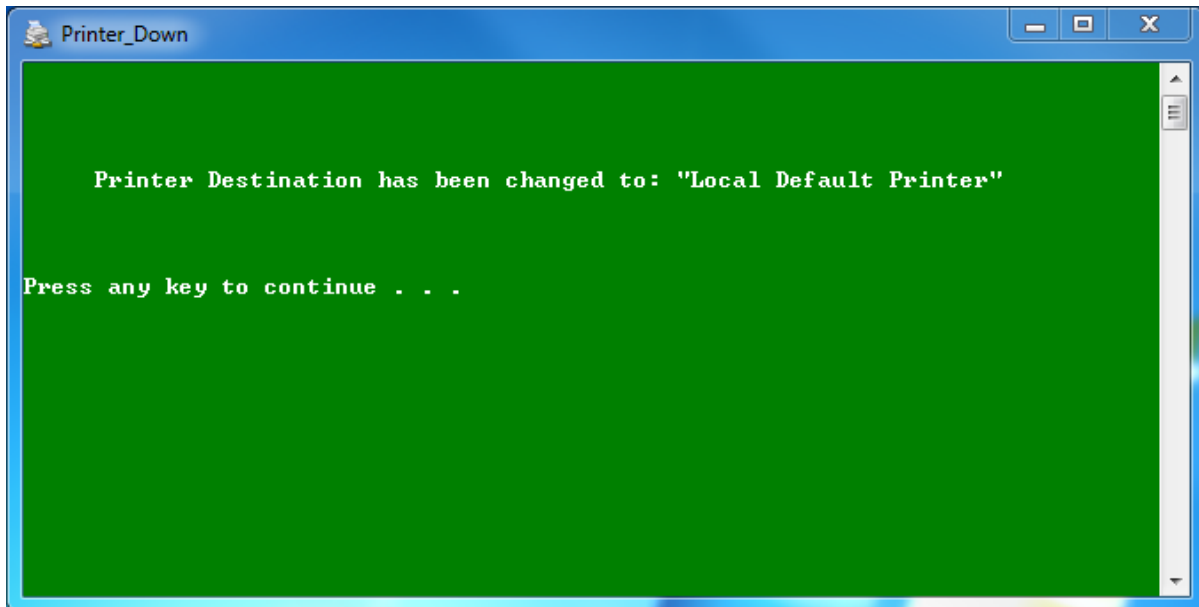 Printer_Down
Printer Destination has been changed to: "Local Default Printer"
Press any key to continue . . .